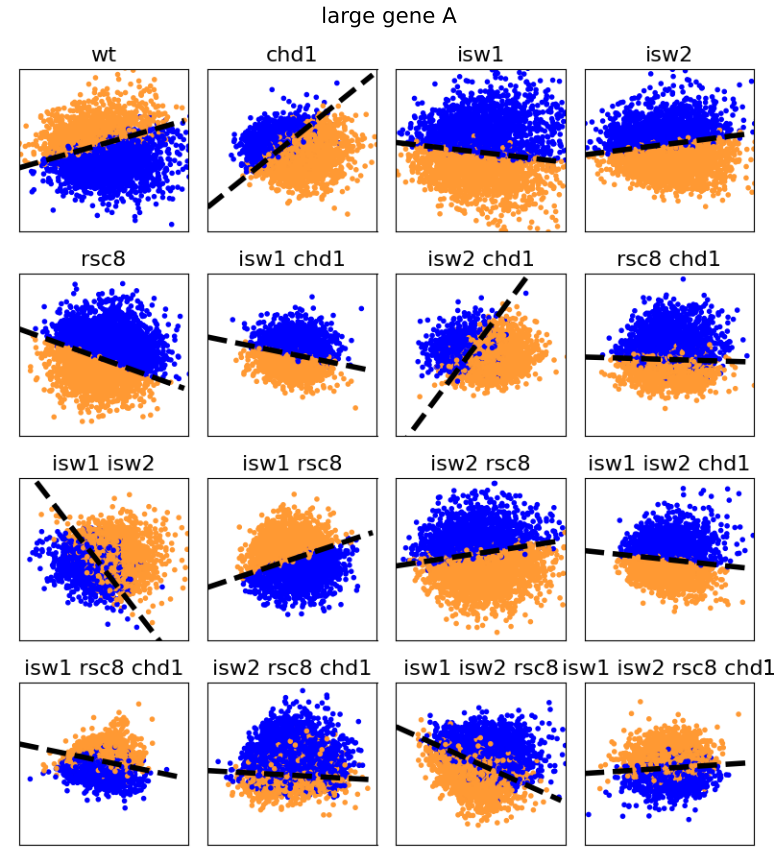 large gene A
wt chd1 isw1 isw2
rsc8 isw1 chd1 isw2 chd1 rsc8 chd1
isw1 isw2 isw1 rsc8 isw2 rsc8 isw1 isw2 chd1
isw1 rsc8 chd1 isw2 rsc8 chd1 isw1 isw2 rsc8 isw1 isw2 rsc8 chd1